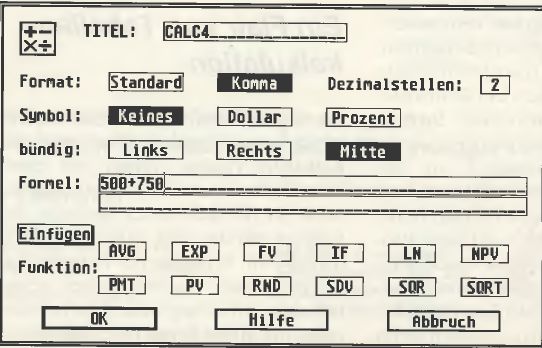 TITEL: CALC4
Format: Standard Komma Dezimalstellen: 2
Symbol: Keines Dollar Prozent
bündig: Links Rechts Mitte
Formel: 500+750
Einfügen
Funktion: AVG EXP FV IF LN NPV
PMT PV RND SDV SQR SQRT
OK Hilfe Abbruch